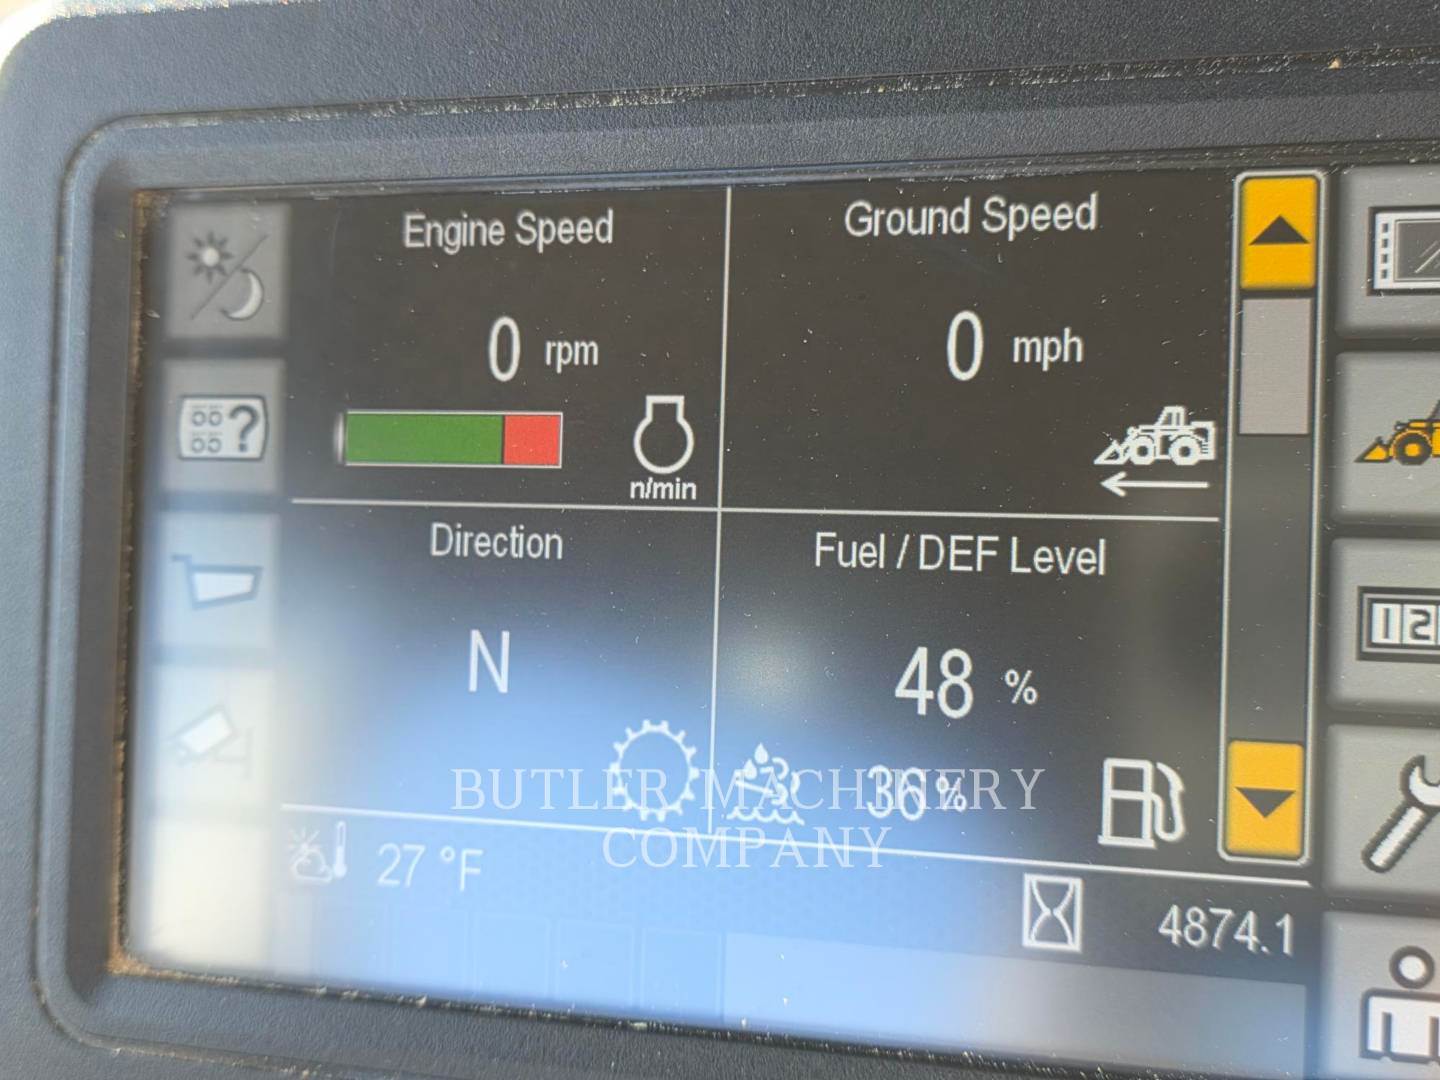 Engine Speed
0 rpm
n/min
Ground Speed
0 mph
Direction
N
Fuel / DEF Level
48 %
36%
27 °F
4874.1
BUTLER MACHINERY
COMPANY